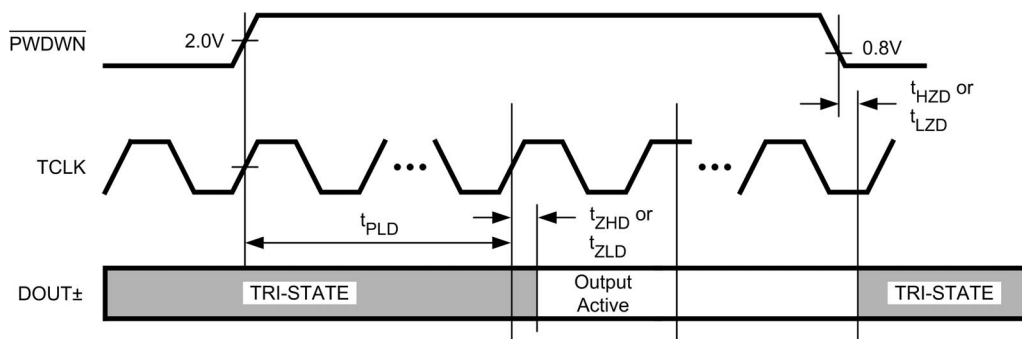 PWDWN
2.0V
0.8V
tHZD or
tLZD
TCLK
tPLD
tZHD or
tZLD
DOUT±
TRI-STATE
Output
Active
TRI-STATE